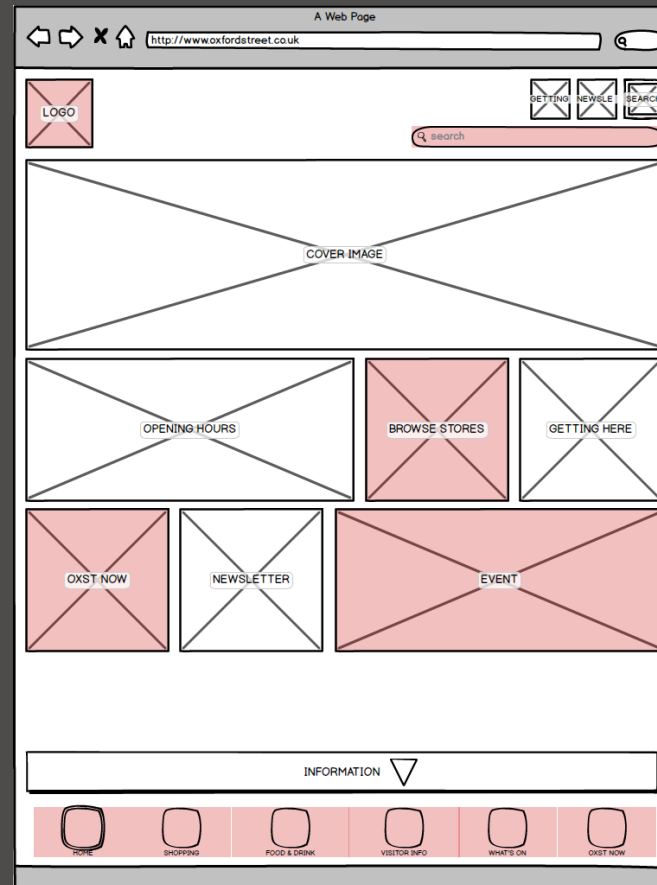 A Web Page
http://www.oxfordstreet.co.uk
LOGO
GETTING
NEWSLE
SEARCH
search
COVER IMAGE
OPENING HOURS
BROWSE STORES
GETTING HERE
OXST NOW
NEWSLETTER
EVENT
INFORMATION
HOME
SHOPPING
FOOD & DRINK
VISITOR INFO
WHAT'S ON
OXST NOW